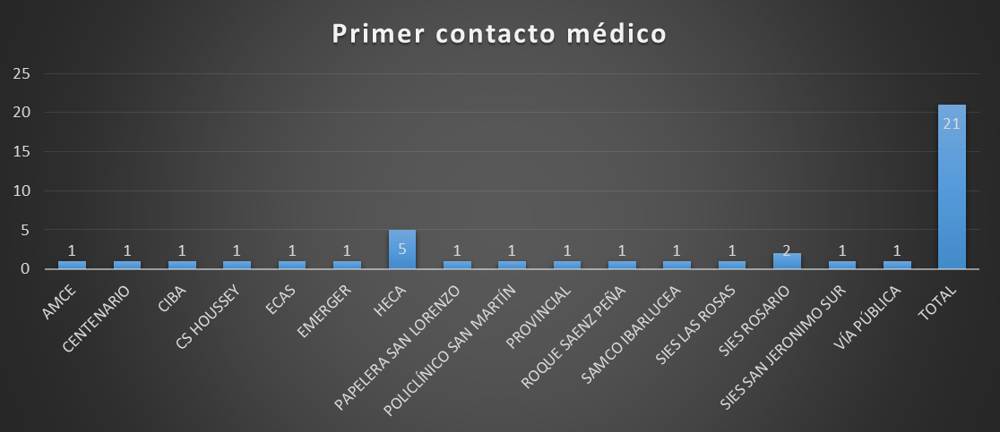 Primer contacto médico
25
20
15
10
5
0
1
1
1
1
1
1
5
1
1
1
1
1
1
2
1
1
21
AMCE
CENTENARIO
CIBA
CS HOUSSEY
ECAS
EMERGER
HECA
PAPELERA SAN LORENZO
POLICLÍNICO SAN MARTÍN
PROVINCIAL
ROQUE SAENZ PEÑA
SAMCO IBARLUCEA
SIES LAS ROSAS
SIES ROSARIO
SIES SAN JERONIMO SUR
VÍA PÚBLICA
TOTAL